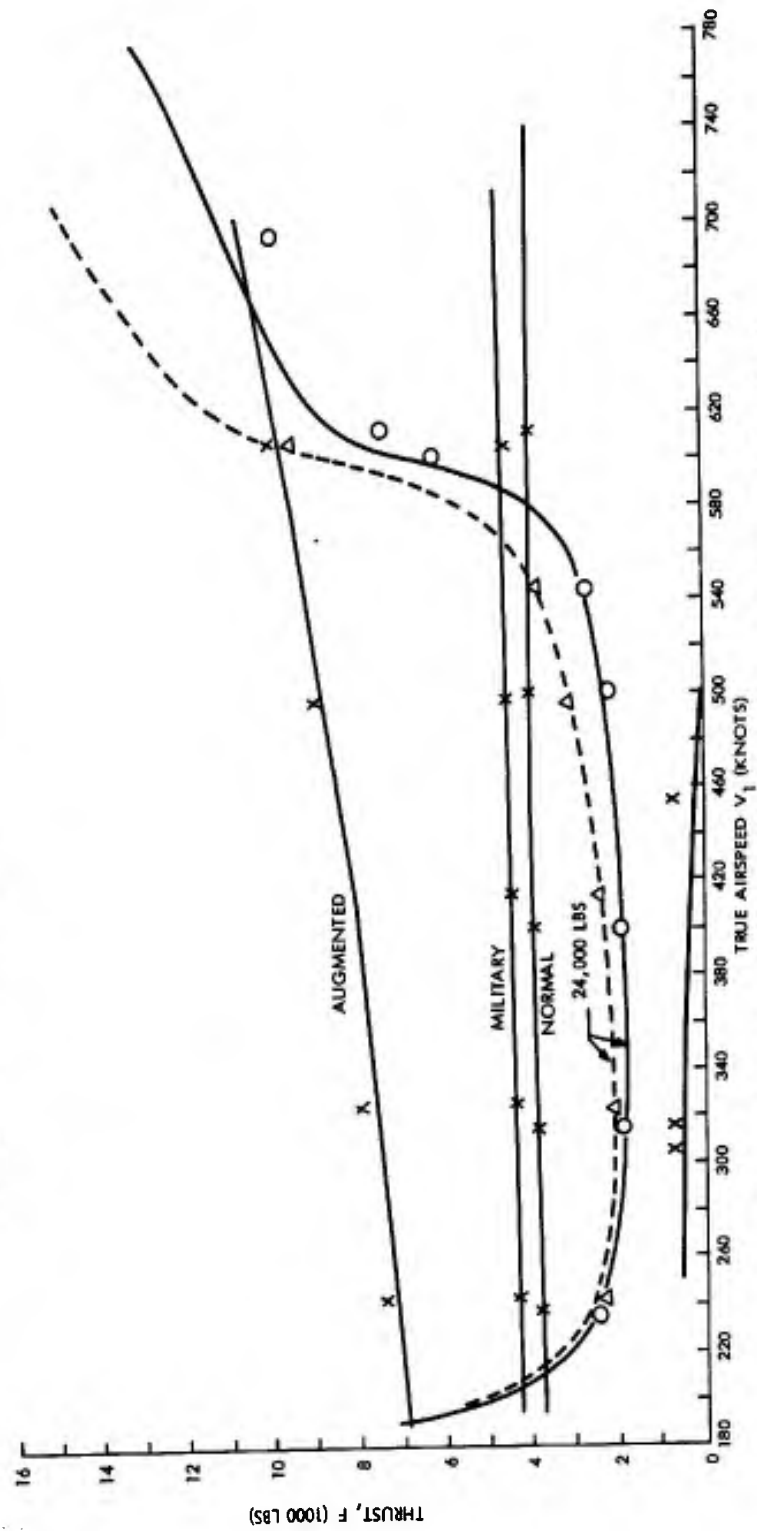 THRUST, F (1000 LBS)
16
14
12
10
8
6
4
2
0
AUGMENTED
MILITARY
NORMAL
24,000 LBS
180 220 260 300 340 380 420 460 500 540 580 620 660 700 740 780
TRUE AIRSPEED V1 (KNOTS)